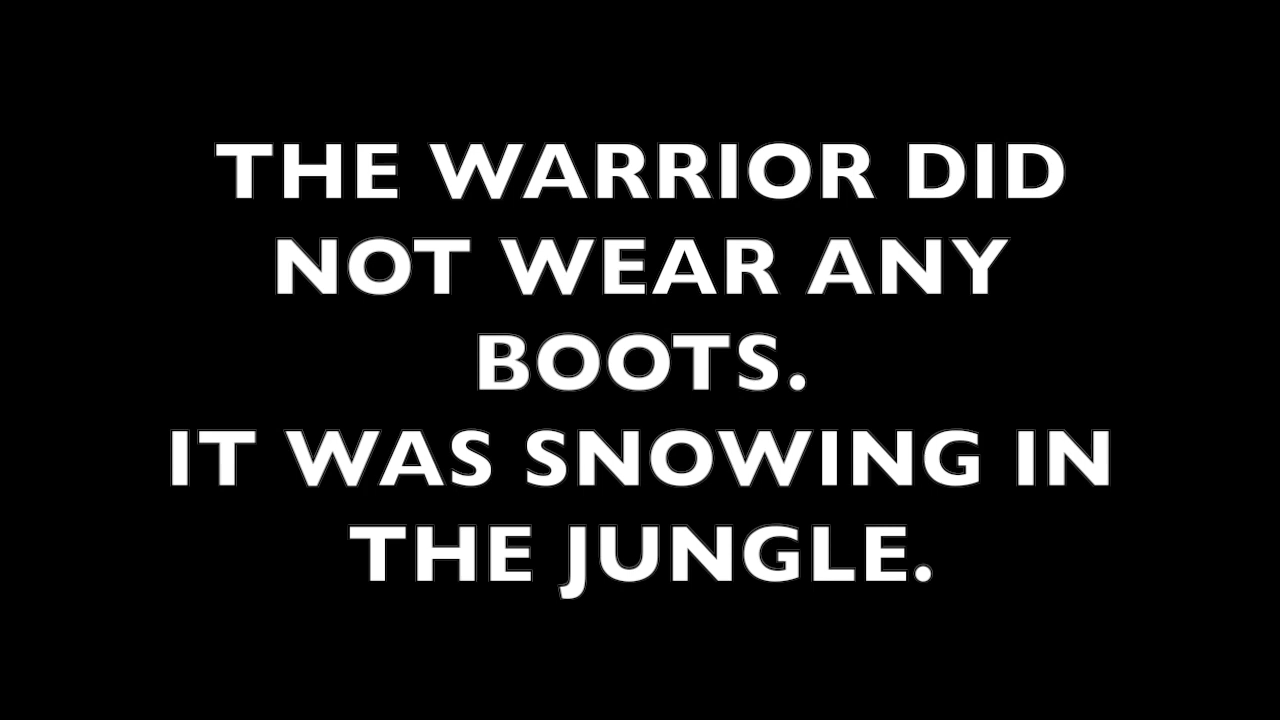 THE WARRIOR DID
NOT WEAR ANY
BOOTS.
IT WAS SNOWING IN
THE JUNGLE.